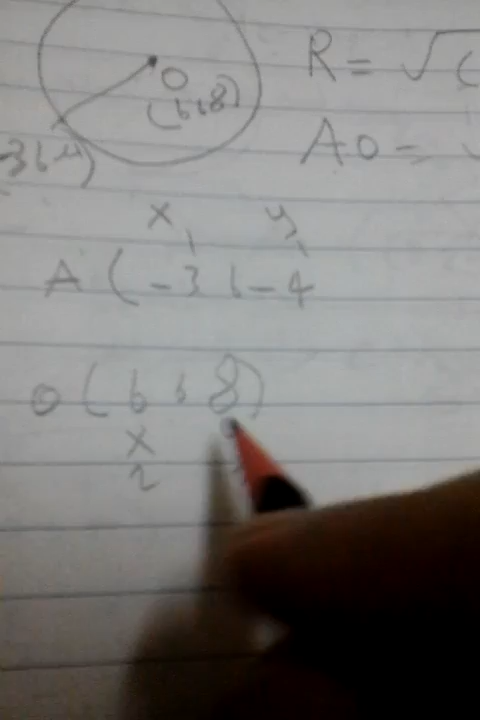 R = √(
O
(6,8)
AO =
-3,-4)
x₁ y₁
A (-3,-4
O (6,8)
x₂